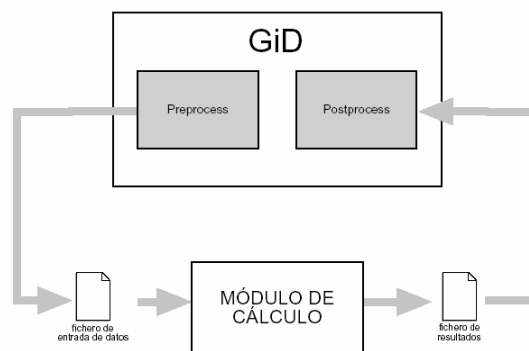 GiD
Preprocess
Postprocess
fichero de
entrada de datos
MÓDULO DE
CÁLCULO
fichero de
resultados